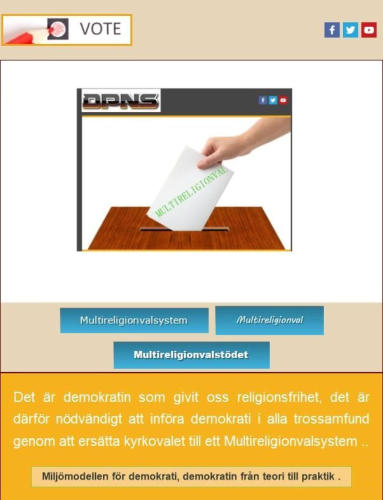 VOTE
DPNS
MULTIRELIGIONVAL
Multireligionvalsystem
Multireligionval
Multireligionvalstödet
Det är demokratin som givit oss religionsfrihet, det är
därför nödvändigt att införa demokrati i alla trossamfund
genom att ersätta kyrkovalet till ett Multireligionvalsystem ..
Miljömodellen för demokrati, demokratin från teori till praktik .